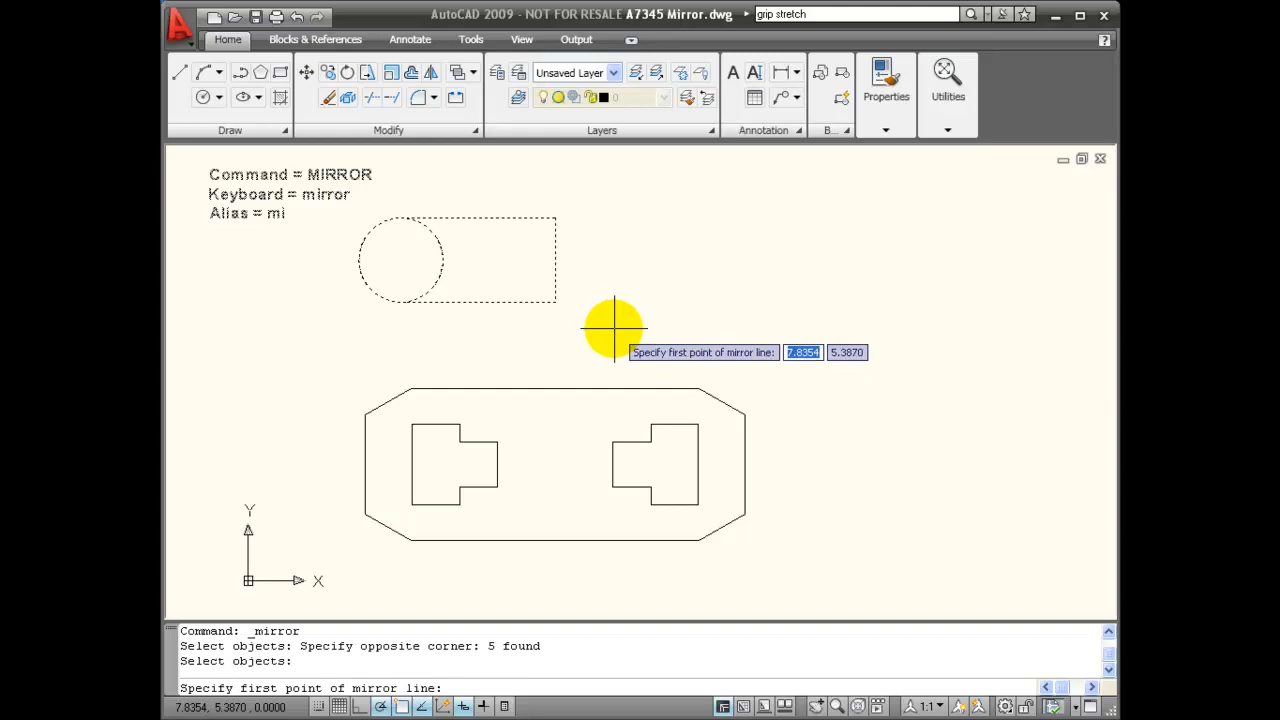 AutoCAD 2009 - NOT FOR RESALE A7345 Mirror.dwg
grip stretch
Home
Blocks & References
Annotate
Tools
View
Output
Unsaved Layer
0
Properties
Utilities
Draw
Modify
Layers
Annotation
B...
Command = MIRROR
Keyboard = mirror
Alias = mi
Specify first point of mirror line:
7.8354
5.3870
Y
X
Command: _mirror
Select objects: Specify opposite corner: 5 found
Select objects:
Specify first point of mirror line:
7.8354, 5.3870, 0.0000
1:1